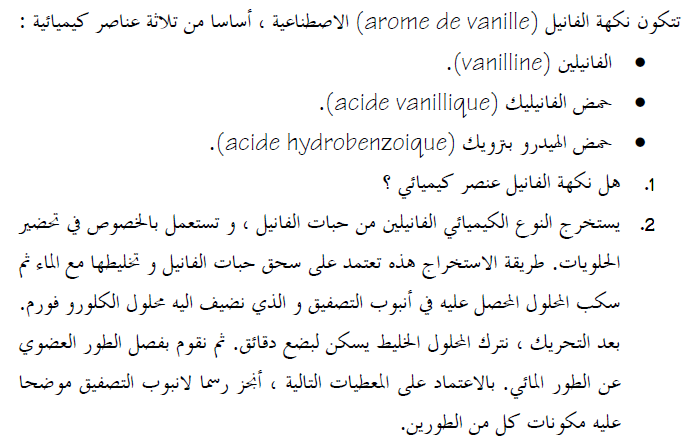 تتكون نكهة الفانيل (arome de vanille) الاصطناعية ، أساسا من تلاثة عناصر كيميائية :
• الفانيلين (vanilline).
• حمض الفانيليك (acide vanillique).
• حمض الهيدرو بنزويك (acide hydrobenzoique).
1. هل نكهة الفانيل عنصر كيميائي ؟
2. يستخرج النوع الكيميائي الفانيلين من حبات الفانيل ، و تستعمل بالخصوص في تحضير
الحلويات. طريقة الاستخراج هذه تعتمد على سحق حبات الفانيل و تخليطها مع الماء ثم
سكب المحلول المحصل عليه في أنبوب التصفيق و الذي نضيف اليه محلول الكلورو فورم.
بعد التحريك ، نترك المحلول الخليط يسكن لبضع دقائق. ثم نقوم بفصل الطور العضوي
عن الطور المائي. بالاعتماد على المعطيات التالية ، أنجز رسما لانبوب التصفيق موضحا
عليه مكونات كل من الطورين.